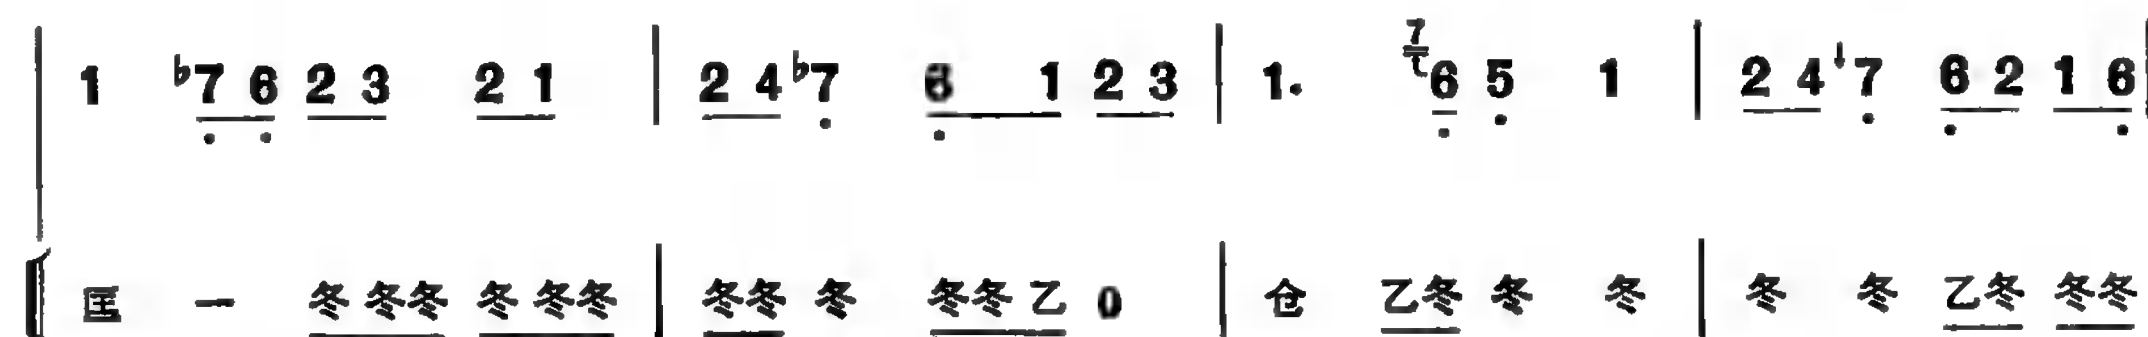 1 ♭7 6 2 3 2 1 | 2 4 ♭7 6 1 2 3 | 1. 7 6 5 1 | 2 4 ↓7 6 2 1 6
匡 一 冬 冬冬 冬 冬冬 | 冬冬 冬 冬冬 乙 0 | 仓 乙冬 冬 冬 | 冬 冬 乙冬 冬冬